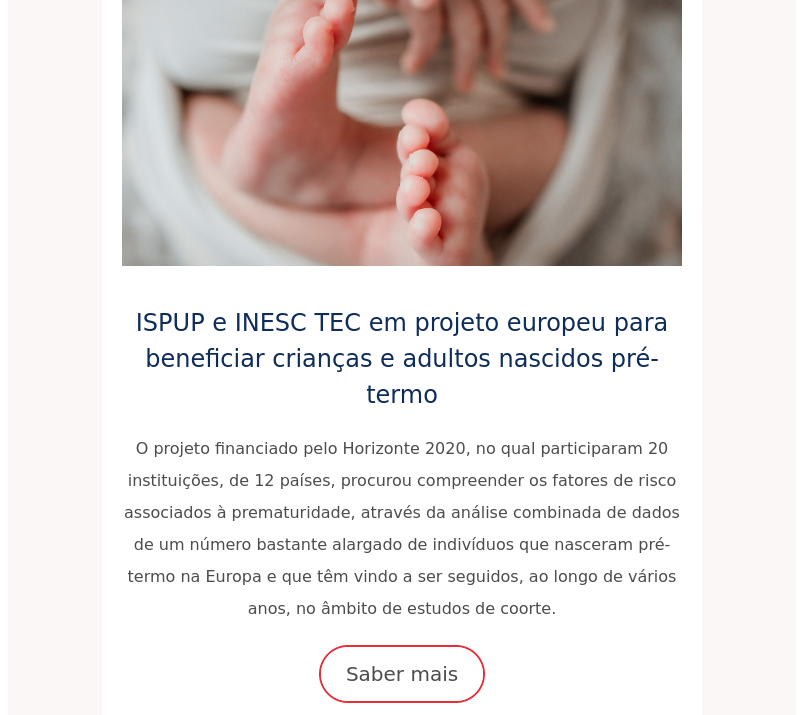 ISPUP e INESC TEC em projeto europeu para
beneficiar crianças e adultos nascidos pré-
termo
O projeto financiado pelo Horizonte 2020, no qual participaram 20
instituições, de 12 países, procurou compreender os fatores de risco
associados à prematuridade, através da análise combinada de dados
de um número bastante alargado de indivíduos que nasceram pré-
termo na Europa e que têm vindo a ser seguidos, ao longo de vários
anos, no âmbito de estudos de coorte.
Saber mais